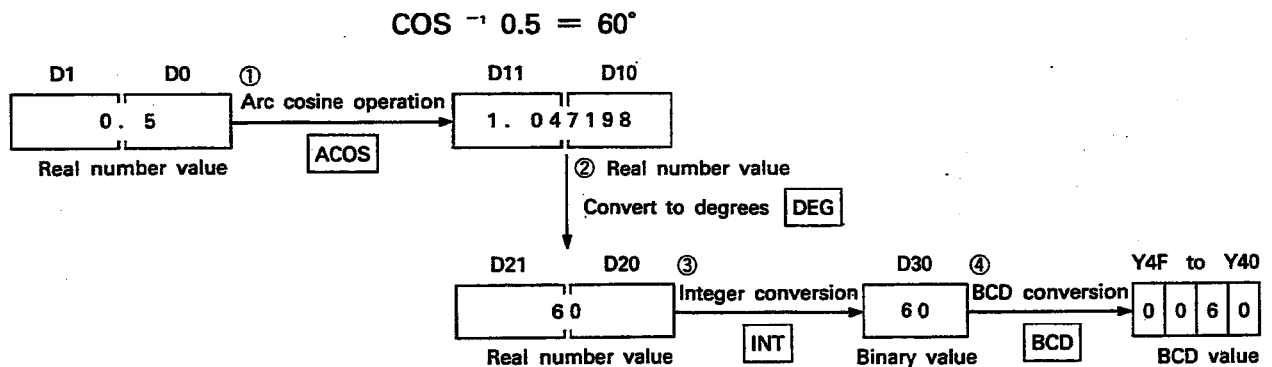 COS ⁻¹ 0.5 = 60°
D1 D0 ① D11 D10
Arc cosine operation
0. 5 1. 047198
ACOS
Real number value
② Real number value
Convert to degrees DEG
D21 D20 ③ D30 ④ Y4F to Y40
Integer conversion BCD conversion
60 60 0 0 6 0
INT BCD
Real number value Binary value BCD value